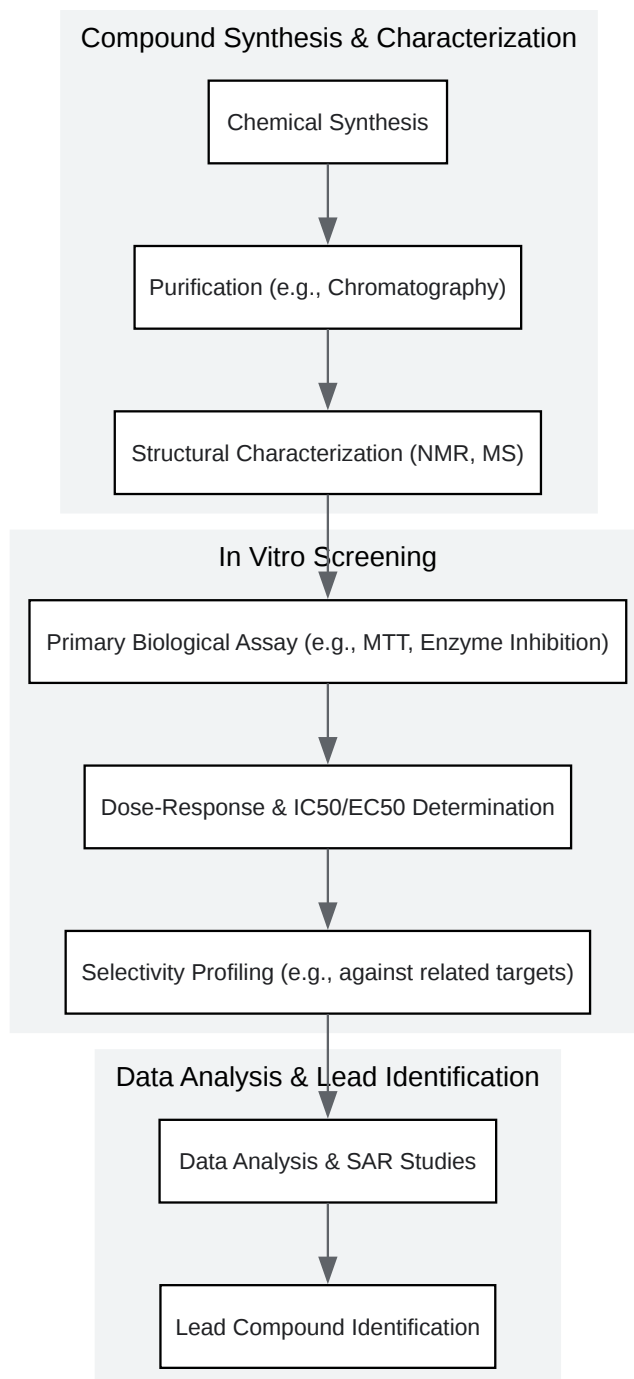 Compound Synthesis & Characterization
Chemical Synthesis
Purification (e.g., Chromatography)
Structural Characterization (NMR, MS)
In Vitro Screening
Primary Biological Assay (e.g., MTT, Enzyme Inhibition)
Dose-Response & IC50/EC50 Determination
Selectivity Profiling (e.g., against related targets)
Data Analysis & Lead Identification
Data Analysis & SAR Studies
Lead Compound Identification